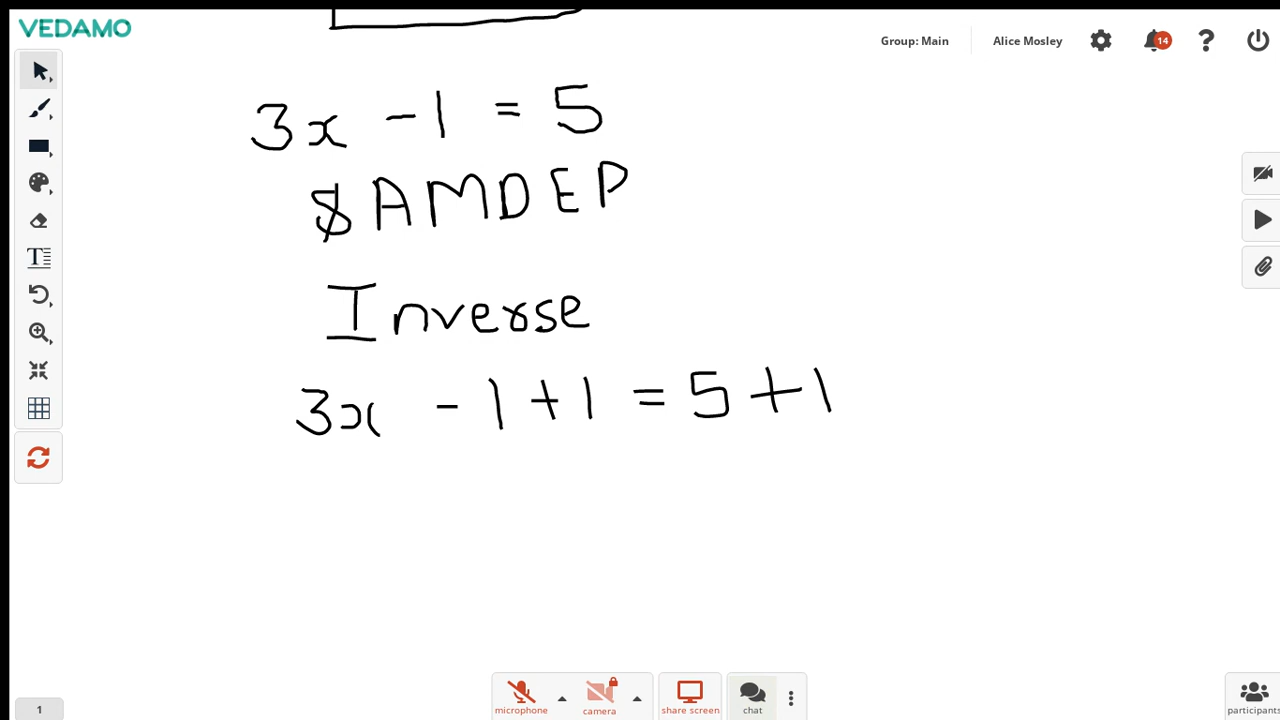 VEDAMO
Group: Main
Alice Mosley
14
3x - 1 = 5
SAMDEP
Inverse
3x - 1 + 1 = 5 + 1
1
microphone
camera
share screen
chat
participants